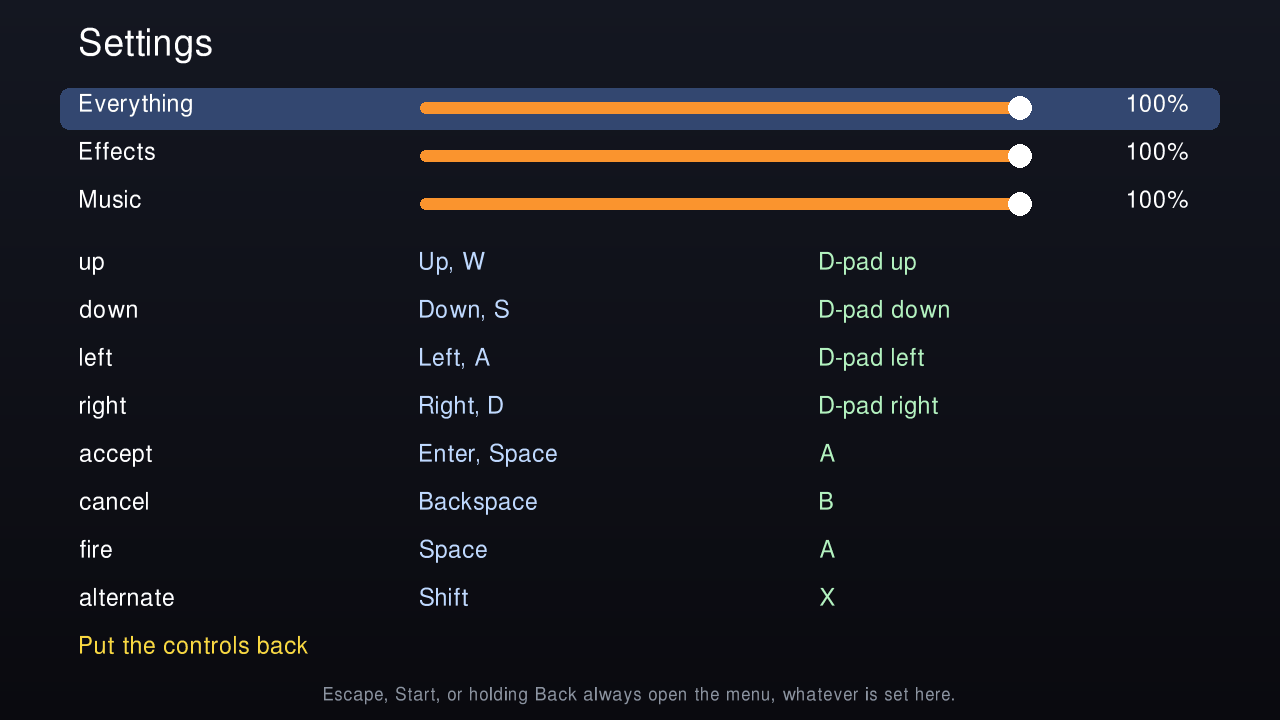 Settings
Everything 100%
Effects 100%
Music 100%
up Up, W D-pad up
down Down, S D-pad down
left Left, A D-pad left
right Right, D D-pad right
accept Enter, Space A
cancel Backspace B
fire Space A
alternate Shift X
Put the controls back
Escape, Start, or holding Back always open the menu, whatever is set here.